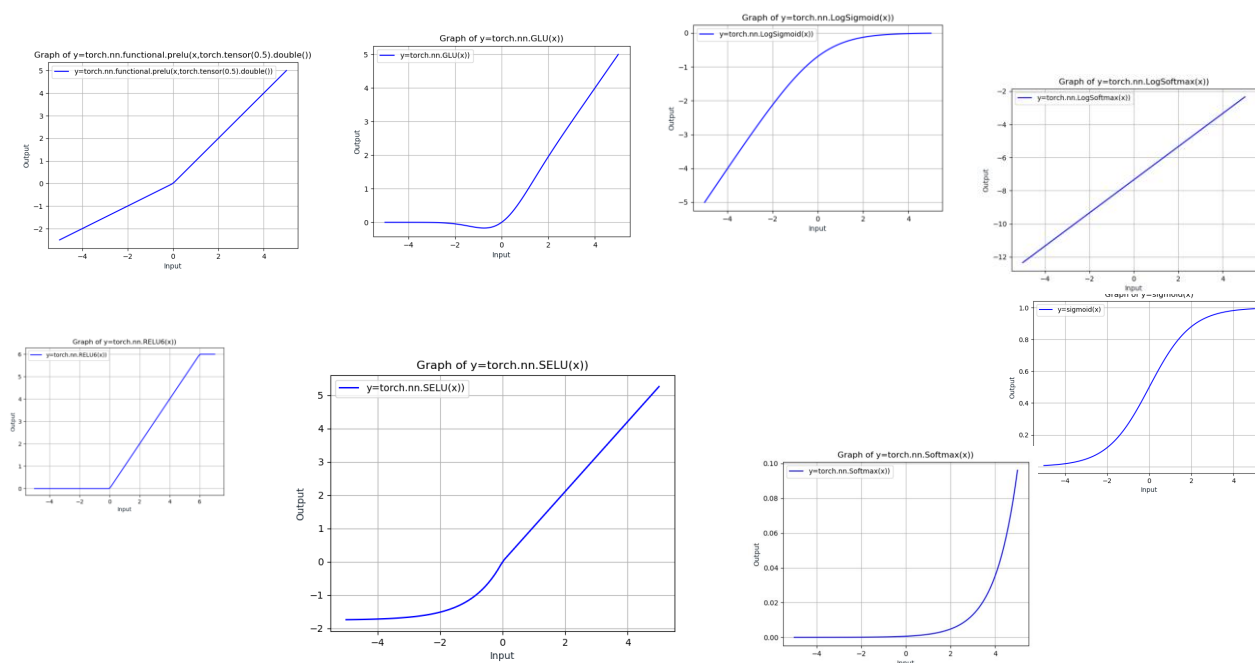 Graph of y=torch.nn.functional.prelu(x,torch.tensor(0.5).double())
y=torch.nn.functional.prelu(x,torch.tensor(0.5).double())
5
4
3
2
1
0
−1
−2
Output
−4 −2 0 2 4
Input
Graph of y=torch.nn.GLU(x))
y=torch.nn.GLU(x))
5
4
3
2
1
0
Output
−4 −2 0 2 4
Input
Graph of y=torch.nn.LogSigmoid(x))
y=torch.nn.LogSigmoid(x))
0
−1
−2
−3
−4
−5
Output
−4 −2 0 2 4
Input
Graph of y=torch.nn.LogSoftmax(x))
y=torch.nn.LogSoftmax(x))
−2
−4
−6
−8
−10
−12
Output
−4 −2 0 2 4
Input
Graph of y=torch.nn.RELU6(x))
y=torch.nn.RELU6(x))
6
5
4
3
2
1
0
Output
−4 −2 0 2 4 6
Input
Graph of y=torch.nn.SELU(x))
y=torch.nn.SELU(x))
5
4
3
2
1
0
−1
−2
Output
−4 −2 0 2 4
Input
Graph of y=torch.nn.Softmax(x))
y=torch.nn.Softmax(x))
0.10
0.08
0.06
0.04
0.02
0.00
Output
−4 −2 0 2 4
Input
Graph of y=sigmoid(x)
y=sigmoid(x)
1.0
0.8
0.6
0.4
0.2
Output
−4 −2 0 2 4
Input